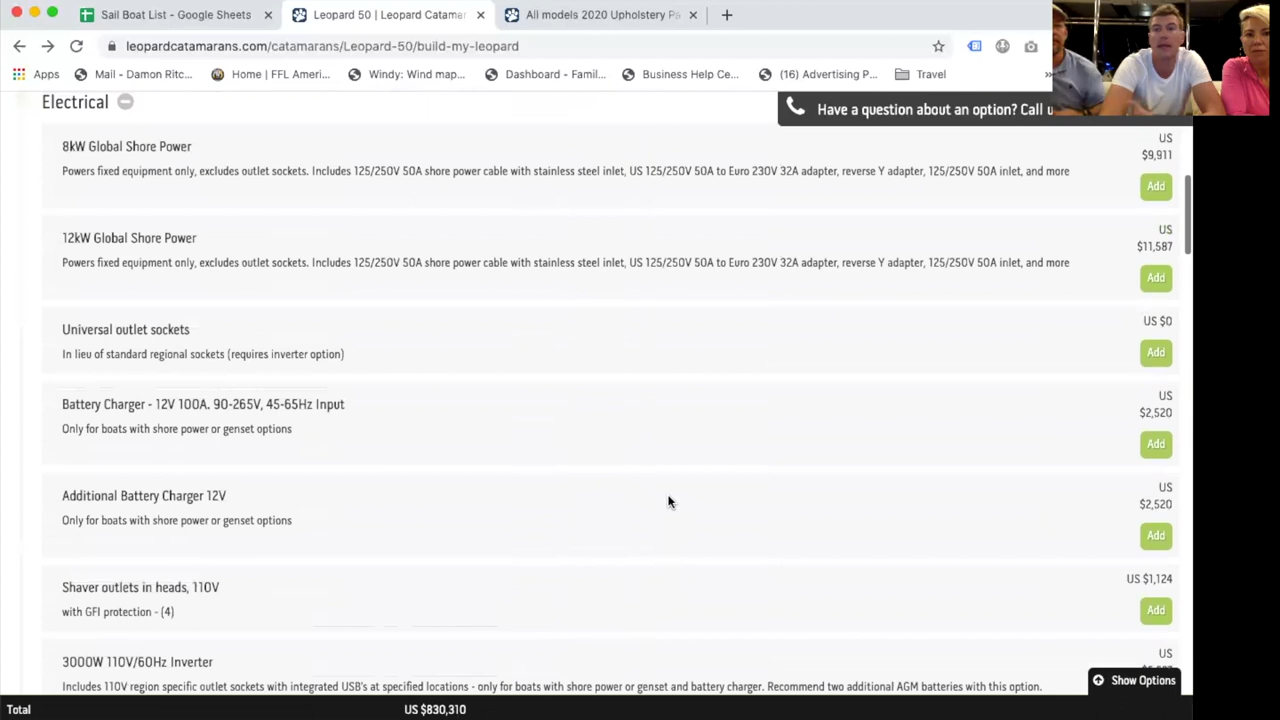 Sail Boat List - Google Sheets
Leopard 50 | Leopard Catamar
All models 2020 Upholstery P
leopardcatamarans.com/catamarans/Leopard-50/build-my-leopard
Apps
Mail - Damon Ritc...
Home | FFL Ameri...
Windy: Wind map...
Dashboard - Famil...
Business Help Ce...
(16) Advertising P...
Travel
Electrical
Have a question about an option? Call u
8kW Global Shore Power
US
$9,911
Powers fixed equipment only, excludes outlet sockets. Includes 125/250V 50A shore power cable with stainless steel inlet, US 125/250V 50A to Euro 230V 32A adapter, reverse Y adapter, 125/250V 50A inlet, and more
Add
12kW Global Shore Power
US
$11,587
Powers fixed equipment only, excludes outlet sockets. Includes 125/250V 50A shore power cable with stainless steel inlet, US 125/250V 50A to Euro 230V 32A adapter, reverse Y adapter, 125/250V 50A inlet, and more
Add
Universal outlet sockets
US $0
In lieu of standard regional sockets (requires inverter option)
Add
Battery Charger - 12V 100A. 90-265V, 45-65Hz Input
US
$2,520
Only for boats with shore power or genset options
Add
Additional Battery Charger 12V
US
$2,520
Only for boats with shore power or genset options
Add
Shaver outlets in heads, 110V
US $1,124
with GFI protection - (4)
Add
3000W 110V/60Hz Inverter
US
Includes 110V region specific outlet sockets with integrated USB's at specified locations - only for boats with shore power or genset and battery charger. Recommend two additional AGM batteries with this option.
Show Options
Total
US $830,310